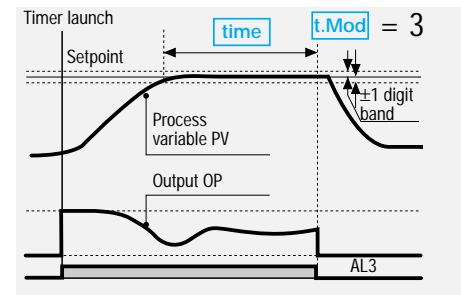 Timer launch
time
t.Mod = 3
Setpoint
±1 digit
band
Process
variable PV
Output OP
AL3